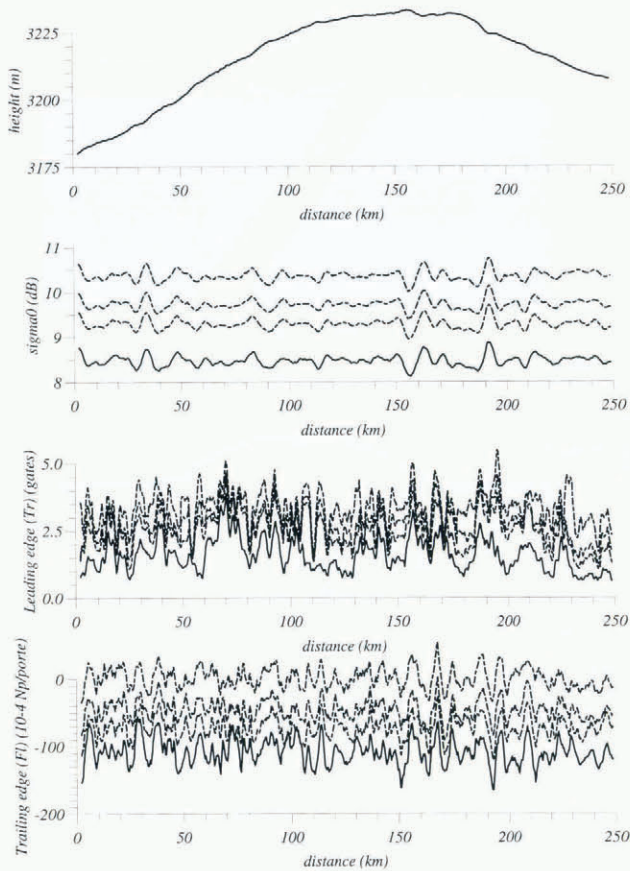 3225
3200
3175
height (m)
0 50 100 150 200 250
distance (km)
11
10
9
8
sigma0 (dB)
0 50 100 150 200 250
distance (km)
5.0
2.5
0.0
Leading edge (Tr) (gates)
0 50 100 150 200 250
distance (km)
0
-100
-200
Trailing edge (Fl) (10-4 Np/porte)
0 50 100 150 200 250
distance (km)